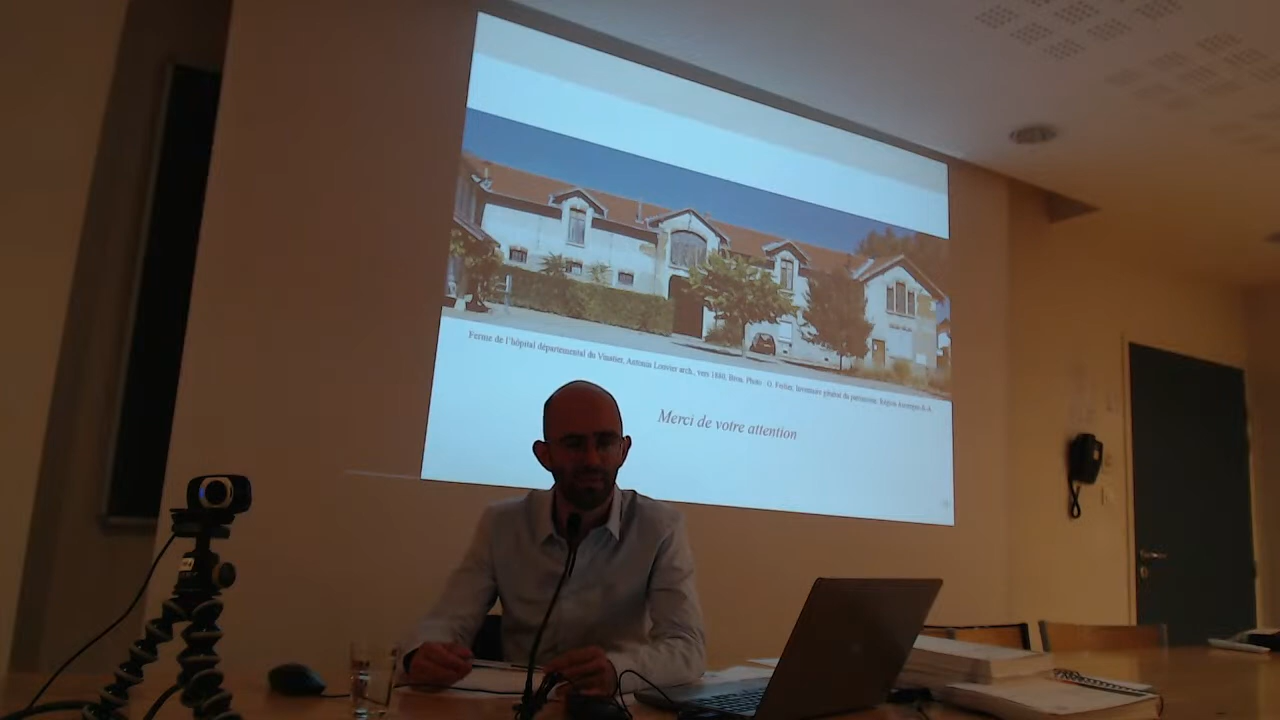 Ferme de l'hôpital départemental du Vinatier, Antonin Louvier arch., vers 1880, Bron. Photo : O. Inventaire général du patrimoine, Région Auvergne-R-A.
Merci de votre attention